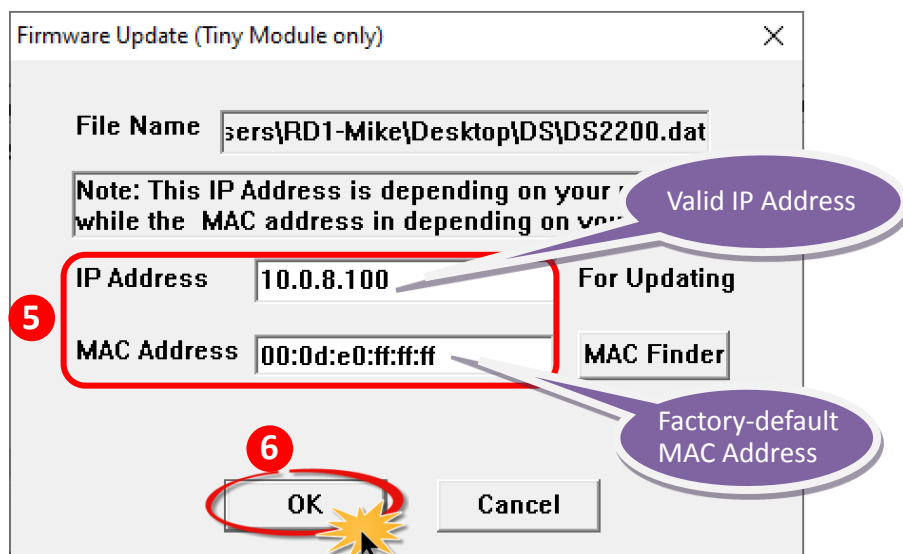 Firmware Update (Tiny Module only)
File Name sers\RD1-Mike\Desktop\DS\DS2200.dat
Note: This IP Address is depending on your
while the MAC address in depending on
Valid IP Address
IP Address 10.0.8.100 For Updating
5
MAC Address 00:0d:e0:ff:ff:ff MAC Finder
Factory-default
MAC Address
6
OK Cancel